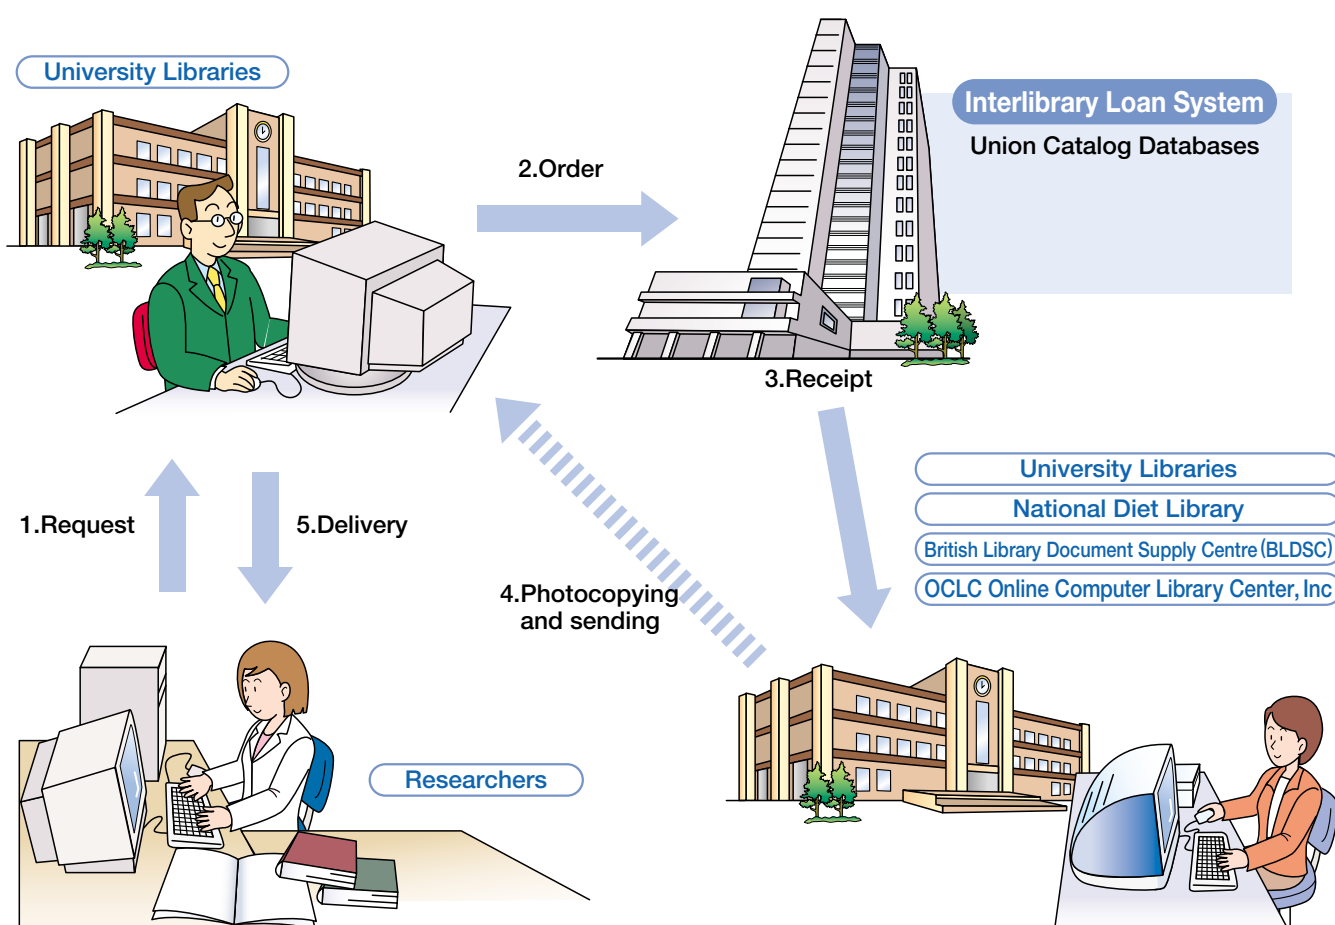 University Libraries
Interlibrary Loan System
Union Catalog Databases
2.Order
3.Receipt
University Libraries
National Diet Library
British Library Document Supply Centre (BLDSC)
OCLC Online Computer Library Center, Inc
1.Request
5.Delivery
4.Photocopying
and sending
Researchers